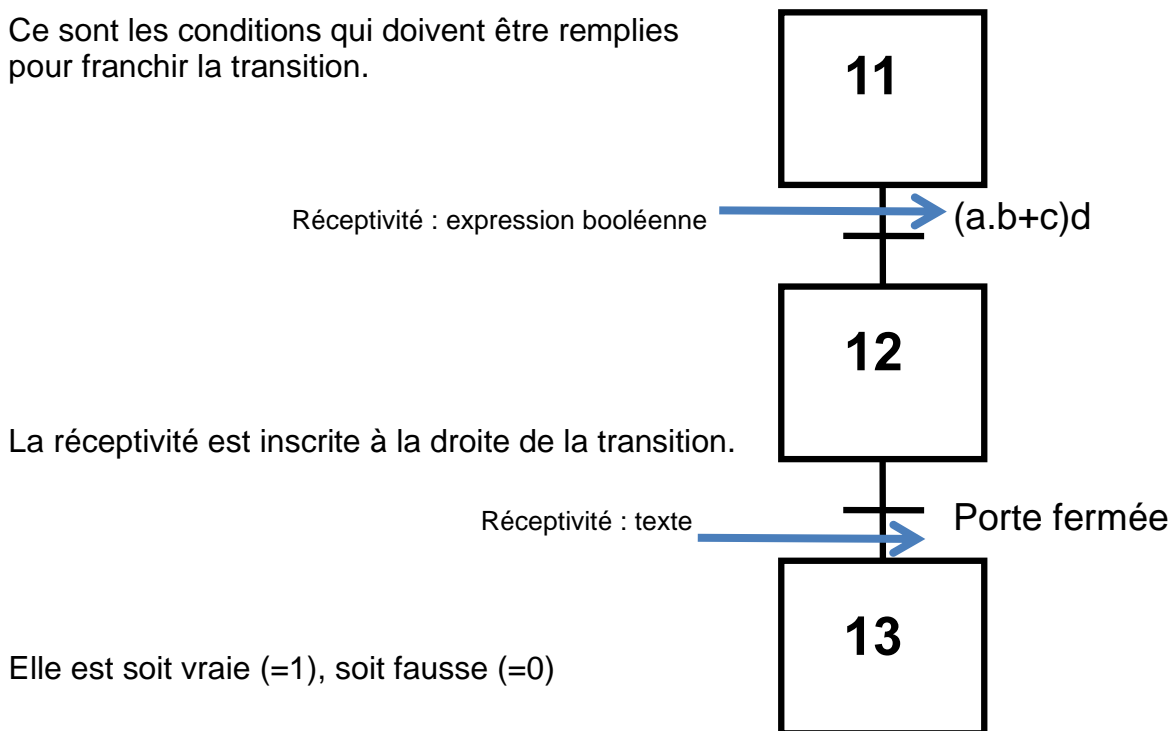 Ce sont les conditions qui doivent être remplies
pour franchir la transition.
11
Réceptivité : expression booléenne
(a.b+c)d
12
La réceptivité est inscrite à la droite de la transition.
Réceptivité : texte
Porte fermée
13
Elle est soit vraie (=1), soit fausse (=0)